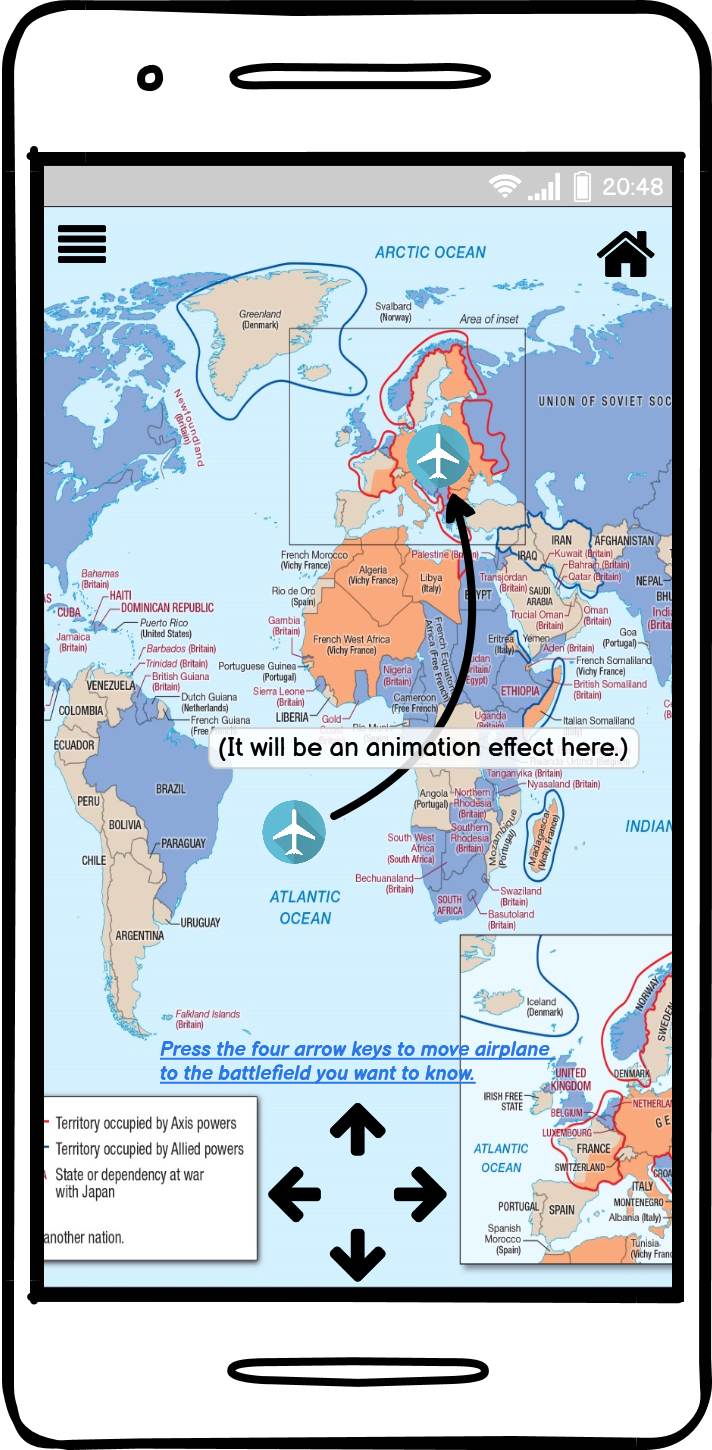 20:48
ARCTIC OCEAN
Greenland
(Denmark)
Svalbard
(Norway)
Area of inset
UNION OF SOVIET SOC
Newfoundland
(Britain)
French Morocco
(Vichy France)
Palestine (Britain)
IRAN
AFGHANISTAN
IRAQ
Kuwait (Britain)
Bahrain (Britain)
Qatar (Britain)
Bahamas
(Britain)
Algeria
(Vichy France)
Libya
(Italy)
Transjordan
(Britain)
NEPAL
BHU
HAITI
CUBA
DOMINICAN REPUBLIC
Rio de Oro
(Spain)
SAUDI
ARABIA
Trucial Oman
(Britain)
Oman
(Britain)
India
(Britain
Puerto Rico
(United States)
Gambia
(Britain)
Jamaica
(Britain)
French West Africa
(Vichy France)
French Equatorial
Africa (Free French)
Eritrea
(Italy)
Yemen
Aden (Britain)
Goa
(Portugal)
Barbados (Britain)
Trinidad (Britain)
British Guiana
(Britain)
Portuguese Guinea
(Portugal)
Nigeria
(Britain)
French Somaliland
(Vichy France)
British Somaliland
(Britain)
VENEZUELA
Sierra Leone
(Britain)
ETHIOPIA
Dutch Guiana
(Netherlands)
Cameroon
(Free French)
COLOMBIA
LIBERIA
Gold
Uganda
(Britain)
Italian Somaliland
(Italy)
French Guiana
(Free French)
ECUADOR
(It will be an animation effect here.)
Rwanda-Urundi (Belgium)
Tanganyika (Britain)
Nyasaland (Britain)
BRAZIL
PERU
Angola
(Portugal)
Northern
Rhodesia
(Britain)
BOLIVIA
Southern
Rhodesia
(Britain)
Mozambique
(Portugal)
Madagascar
(Vichy France)
INDIAN
PARAGUAY
CHILE
South West
Africa
(South Africa)
Bechuanaland
(Britain)
ATLANTIC
OCEAN
SOUTH
AFRICA
Swaziland
(Britain)
Basutoland
(Britain)
URUGUAY
ARGENTINA
Falkland Islands
(Britain)
Iceland
(Denmark)
NORWAY
SWEDEN
Press the four arrow keys to move airplane
to the battlefield you want to know.
UNITED
KINGDOM
DENMARK
IRISH FREE
STATE
BELGIUM
NETHERLAN
LUXEMBOURG
GE
Territory occupied by Axis powers
Territory occupied by Allied powers
State or dependency at war
with Japan
another nation.
ATLANTIC
OCEAN
FRANCE
SWITZERLAND
CROA
ITALY
MONTENEGRO
Albania (Italy)
PORTUGAL
SPAIN
Spanish
Morocco
(Spain)
Tunisia
(Vichy Franc